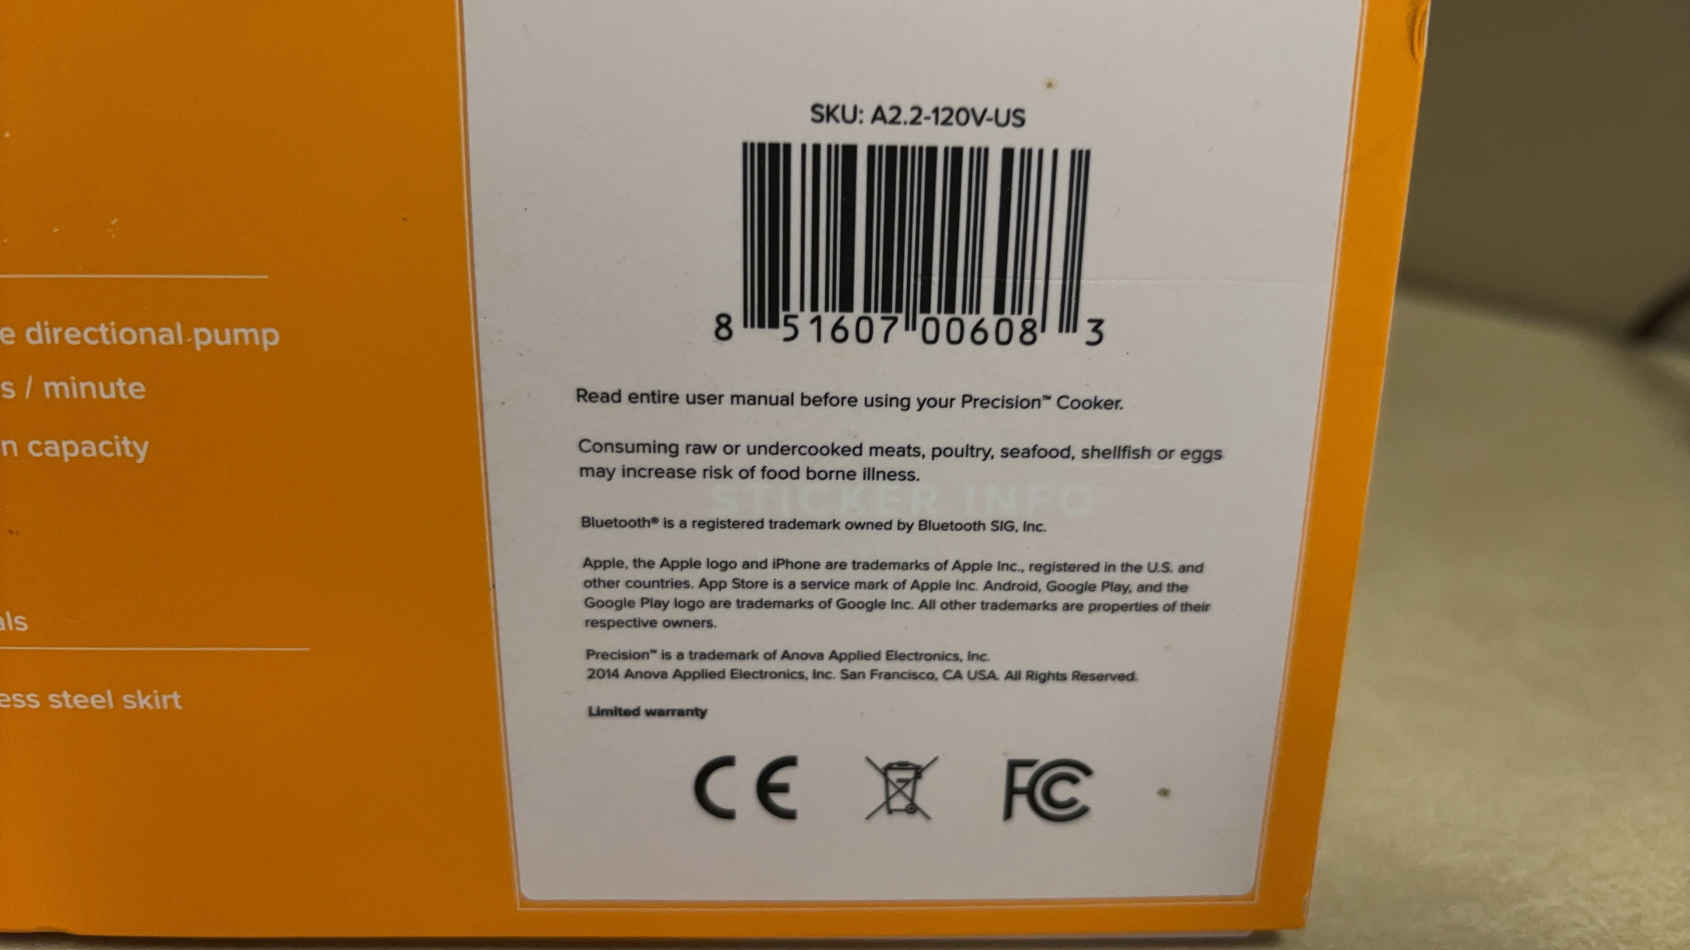 e directional pump
s / minute
n capacity
als
ess steel skirt
SKU: A2.2-120V-US
8 51607 00608 3
Read entire user manual before using your Precision™ Cooker.
Consuming raw or undercooked meats, poultry, seafood, shellfish or eggs
may increase risk of food borne illness.
STICKER INFO
Bluetooth® is a registered trademark owned by Bluetooth SIG, Inc.
Apple, the Apple logo and iPhone are trademarks of Apple Inc., registered in the U.S. and
other countries. App Store is a service mark of Apple Inc. Android, Google Play, and the
Google Play logo are trademarks of Google Inc. All other trademarks are properties of their
respective owners.
Precision™ is a trademark of Anova Applied Electronics, Inc.
2014 Anova Applied Electronics, Inc. San Francisco, CA USA. All Rights Reserved.
Limited warranty
CE
FC